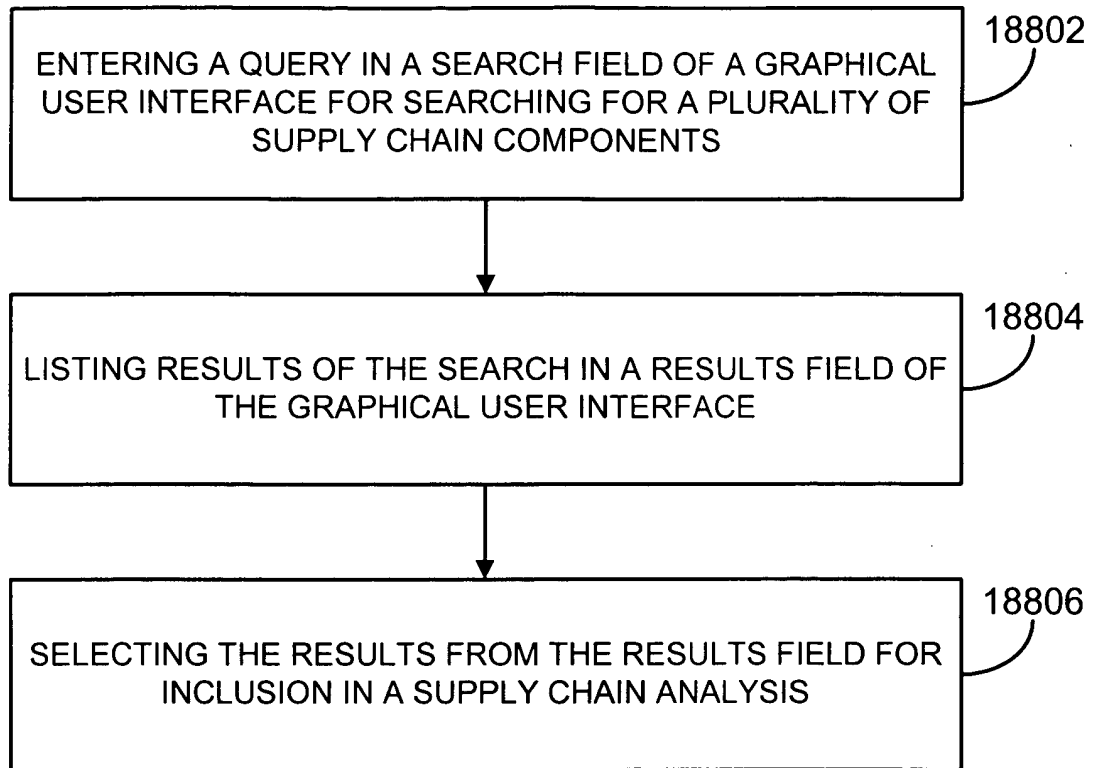 18802
ENTERING A QUERY IN A SEARCH FIELD OF A GRAPHICAL
USER INTERFACE FOR SEARCHING FOR A PLURALITY OF
SUPPLY CHAIN COMPONENTS
18804
LISTING RESULTS OF THE SEARCH IN A RESULTS FIELD OF
THE GRAPHICAL USER INTERFACE
18806
SELECTING THE RESULTS FROM THE RESULTS FIELD FOR
INCLUSION IN A SUPPLY CHAIN ANALYSIS